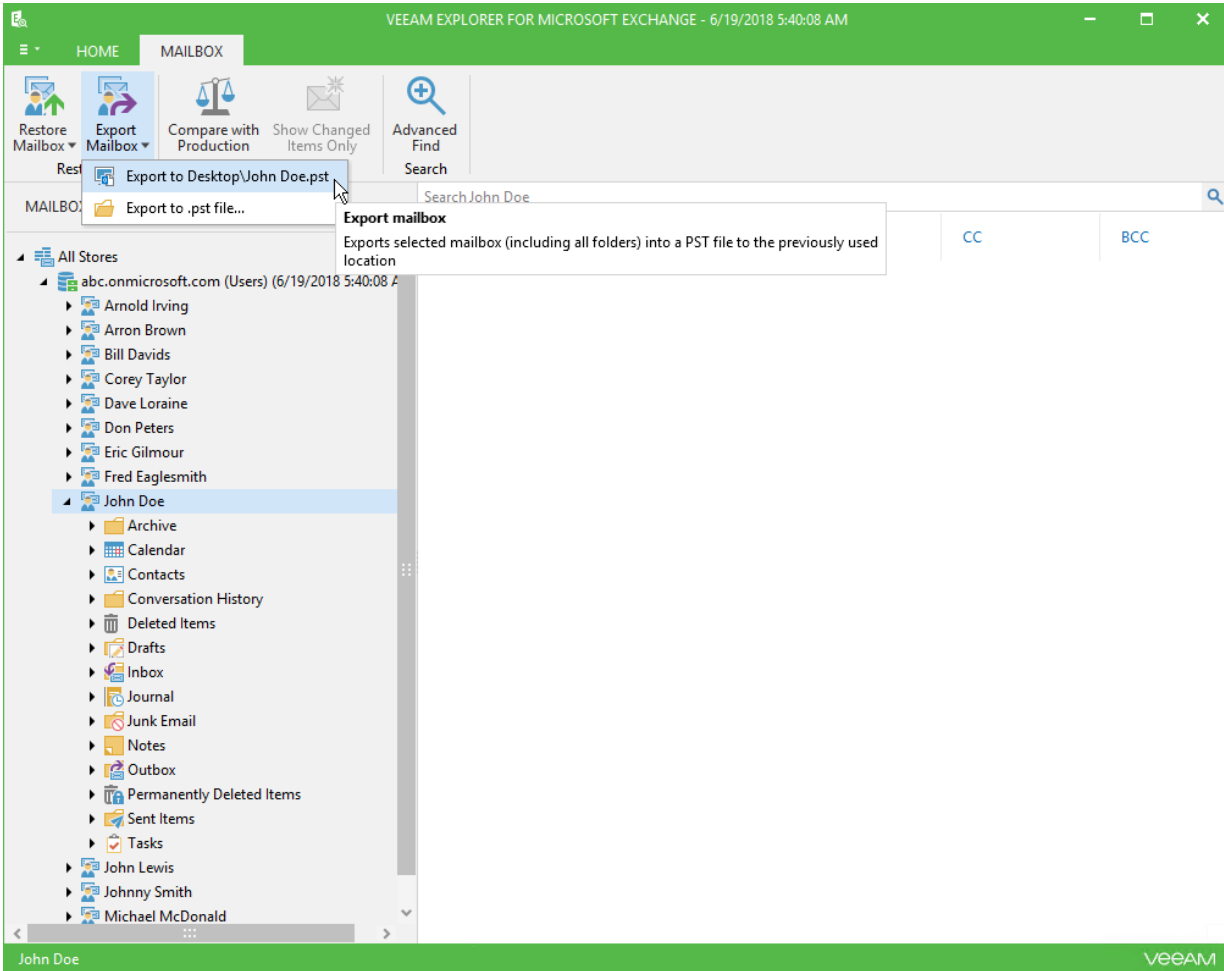 VEEAM EXPLORER FOR MICROSOFT EXCHANGE - 6/19/2018 5:40:08 AM
HOME MAILBOX
Restore Mailbox
Export Mailbox
Compare with Production
Show Changed Items Only
Advanced Find
Rest
Search
Export to Desktop\John Doe.pst
Export to .pst file...
MAILBO
Search John Doe
Export mailbox
Exports selected mailbox (including all folders) into a PST file to the previously used
location
CC BCC
All Stores
abc.onmicrosoft.com (Users) (6/19/2018 5:40:08 A
Arnold Irving
Arron Brown
Bill Davids
Corey Taylor
Dave Loraine
Don Peters
Eric Gilmour
Fred Eaglesmith
John Doe
Archive
Calendar
Contacts
Conversation History
Deleted Items
Drafts
Inbox
Journal
Junk Email
Notes
Outbox
Permanently Deleted Items
Sent Items
Tasks
John Lewis
Johnny Smith
Michael McDonald
John Doe
VEEAM